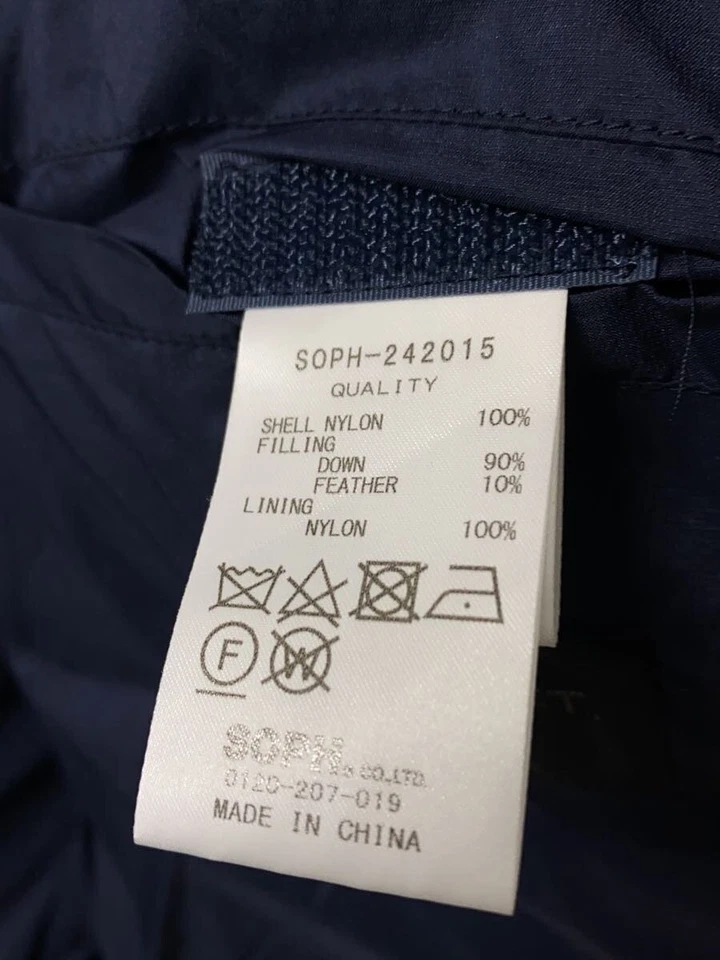 SOPH-242015
QUALITY
SHELL NYLON 100%
FILLING
DOWN 90%
FEATHER 10%
LINING
NYLON 100%
F
W
SOPH. CO.,LTD.
0120-207-019
MADE IN CHINA